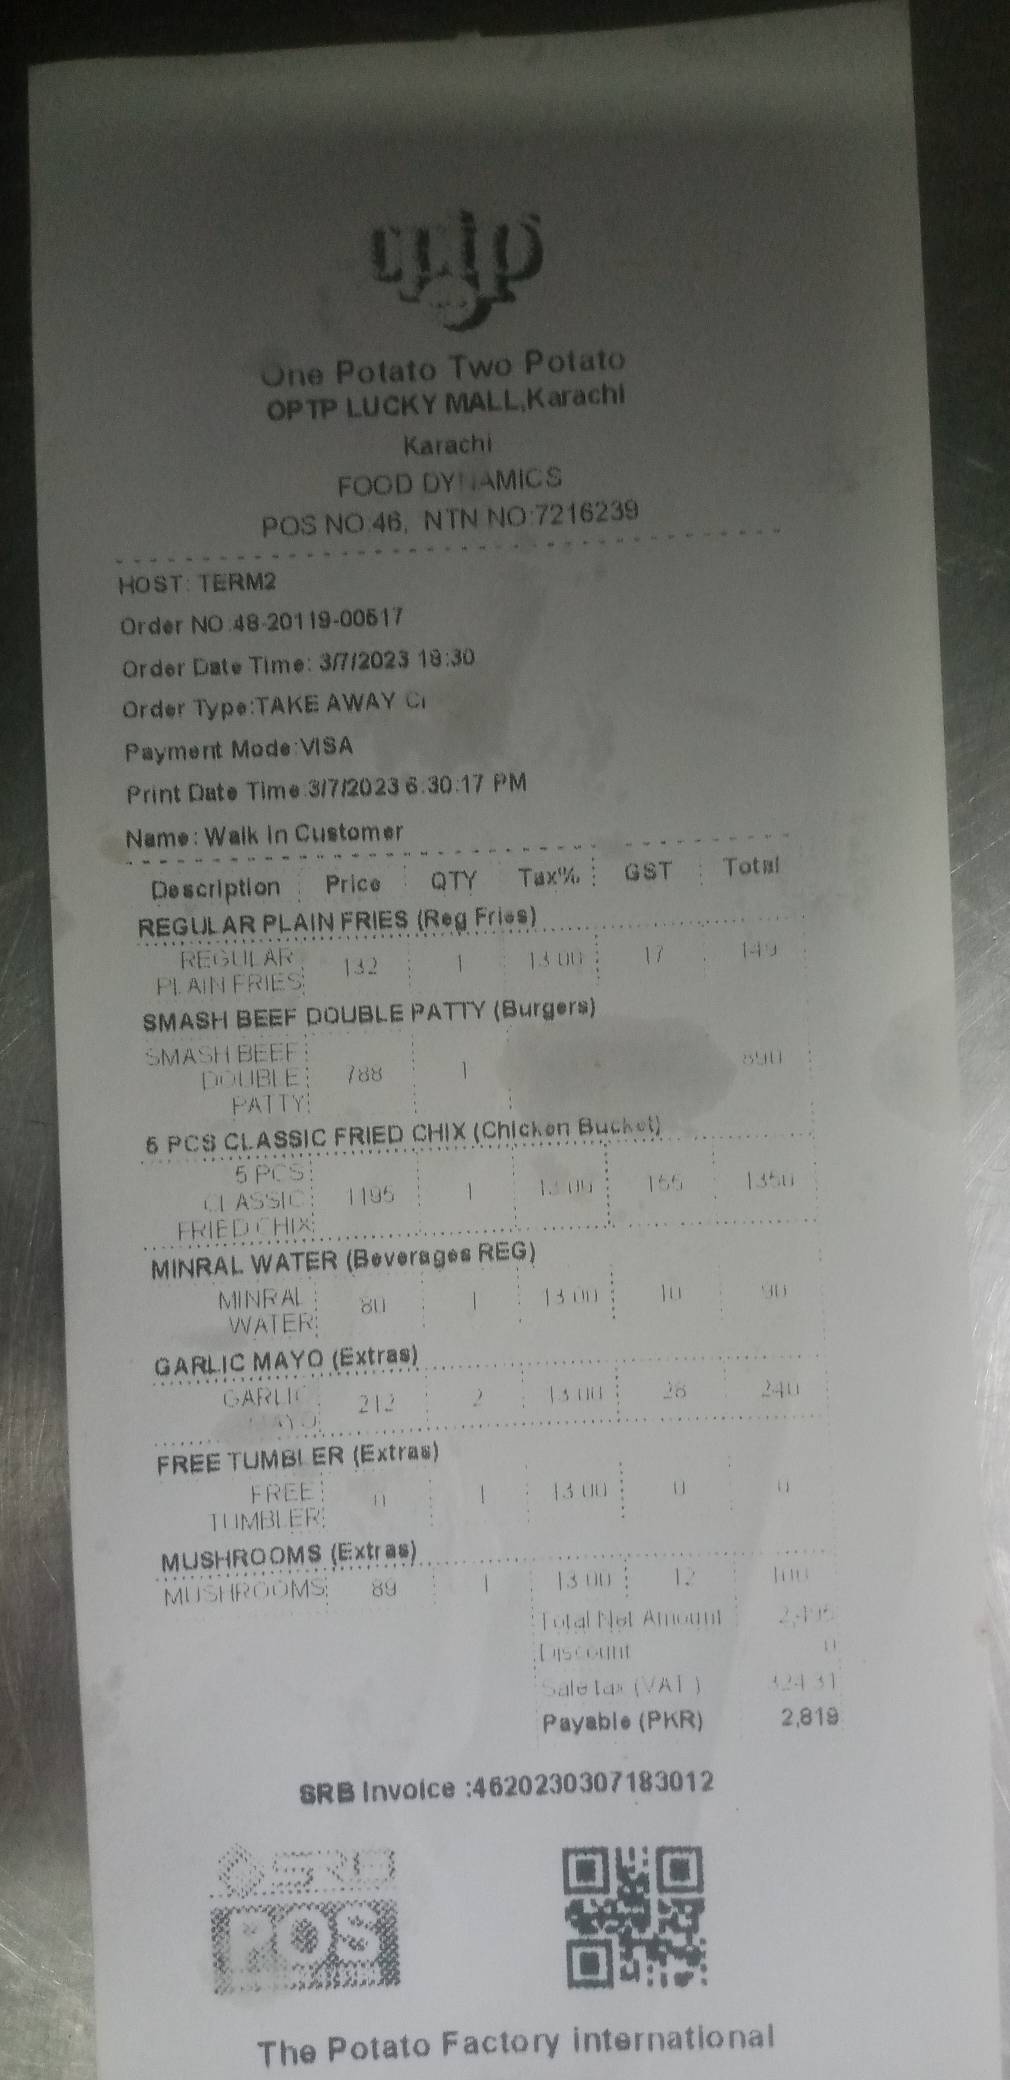 optp
One Potato Two Potato
OPTP LUCKY MALL,Karachi
Karachi
FOOD DYNAMICS
POS NO:46, NTN NO:7216239
HOST: TERM2
Order NO:48-20119-00517
Order Date Time: 3/7/2023 18:30
Order Type:TAKE AWAY
Payment Mode:VISA
Print Date Time:3/7/2023 6:30:17 PM
Name: Walk In Customer
Description Price QTY Tax% GST Total
REGULAR PLAIN FRIES (Reg Fries)
REGULAR PLAIN FRIES 132 1 13.00 17 149
SMASH BEEF DOUBLE PATTY (Burgers)
SMASH BEEF DOUBLE PATTY 788 1 890
5 PCS CLASSIC FRIED CHIX (Chicken Bucket)
5 PCS CLASSIC FRIED CHIX 1195 1 13.00 155 1350
MINRAL WATER (Beverages REG)
MINRAL WATER 80 1 13.00 10 90
GARLIC MAYO (Extras)
GARLIC MAYO 212 2 13.00 28 240
FREE TUMBLER (Extras)
FREE TUMBLER 0 1 13.00 0 0
MUSHROOMS (Extras)
MUSHROOMS 89 1 13.00 12 100
Total Net Amount 2,495
Discount 0
Sale tax (VAT ) 324.31
Payable (PKR) 2,819
SRB Invoice :4620230307183012
SRB
POS
The Potato Factory international